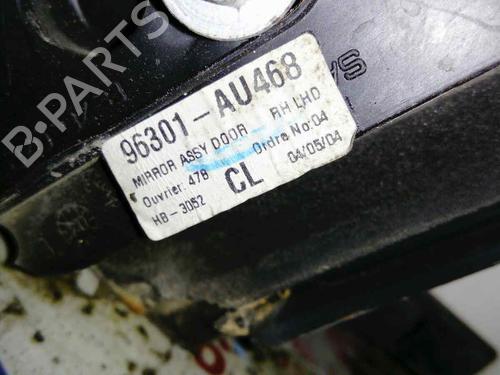 B-PARTS
96301-AU468
MIRROR ASSY DOOR RH LHD
Ouvrier: 478 Ordre No:04
HB-3052 CL 04/05/04